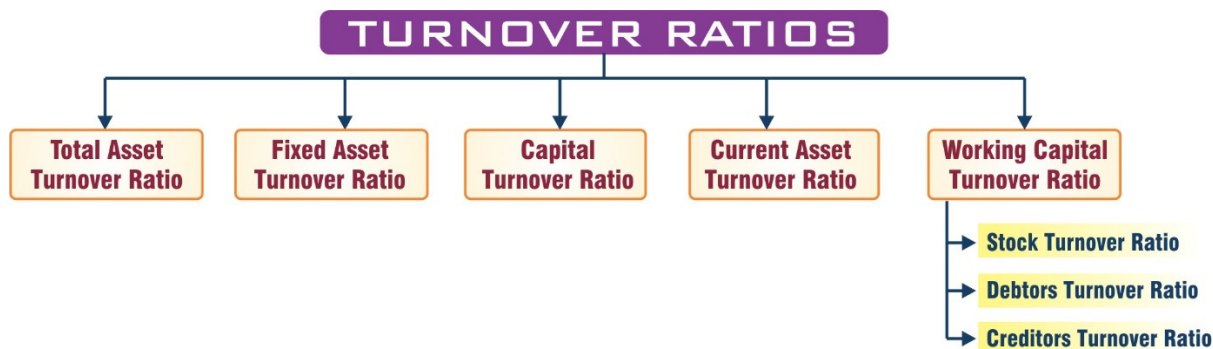 TURNOVER RATIOS
Total Asset
Turnover Ratio
Fixed Asset
Turnover Ratio
Capital
Turnover Ratio
Current Asset
Turnover Ratio
Working Capital
Turnover Ratio
Stock Turnover Ratio
Debtors Turnover Ratio
Creditors Turnover Ratio